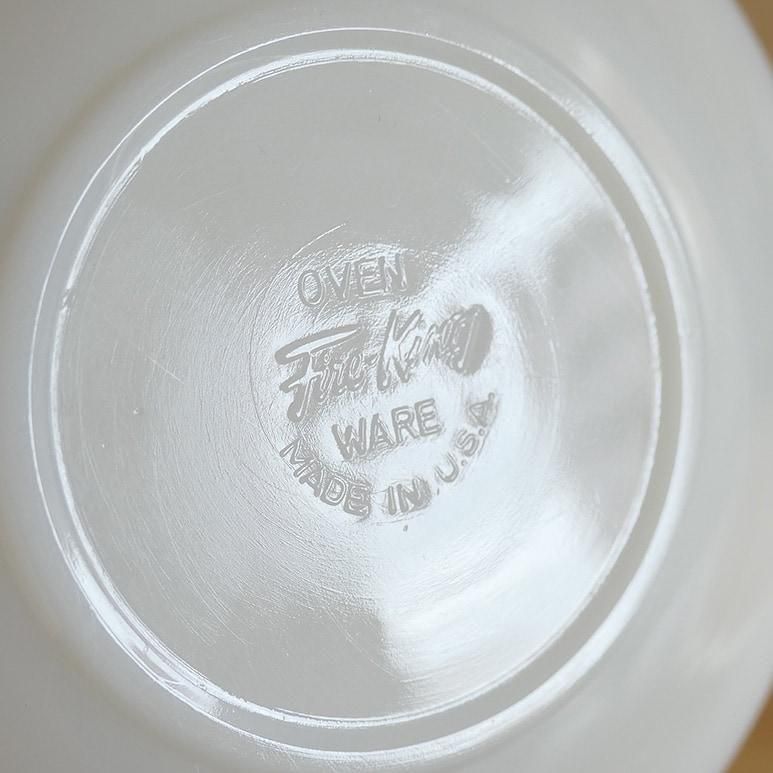 OVEN
Fire-King
WARE
MADE IN U.S.A.